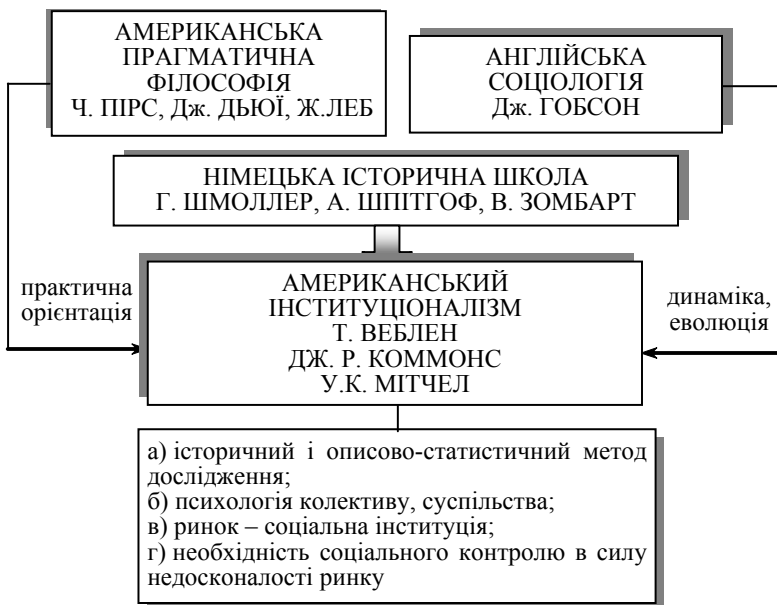 АМЕРИКАНСЬКА
ПРАГМАТИЧНА
ФІЛОСОФІЯ
Ч. ПІРС, Дж. ДЬЮЇ, Ж.ЛЕБ
АНГЛІЙСЬКА
СОЦІОЛОГІЯ
Дж. ГОБСОН
НІМЕЦЬКА ІСТОРИЧНА ШКОЛА
Г. ШМОЛЛЕР, А. ШПІТГОФ, В. ЗОМБАРТ
практична
орієнтація
АМЕРИКАНСЬКИЙ
ІНСТИТУЦІОНАЛІЗМ
Т. ВЕБЛЕН
ДЖ. Р. КОММОНС
У.К. МІТЧЕЛ
динаміка,
еволюція
а) історичний і описово-статистичний метод
дослідження;
б) психологія колективу, суспільства;
в) ринок – соціальна інституція;
г) необхідність соціального контролю в силу
недосконалості ринку